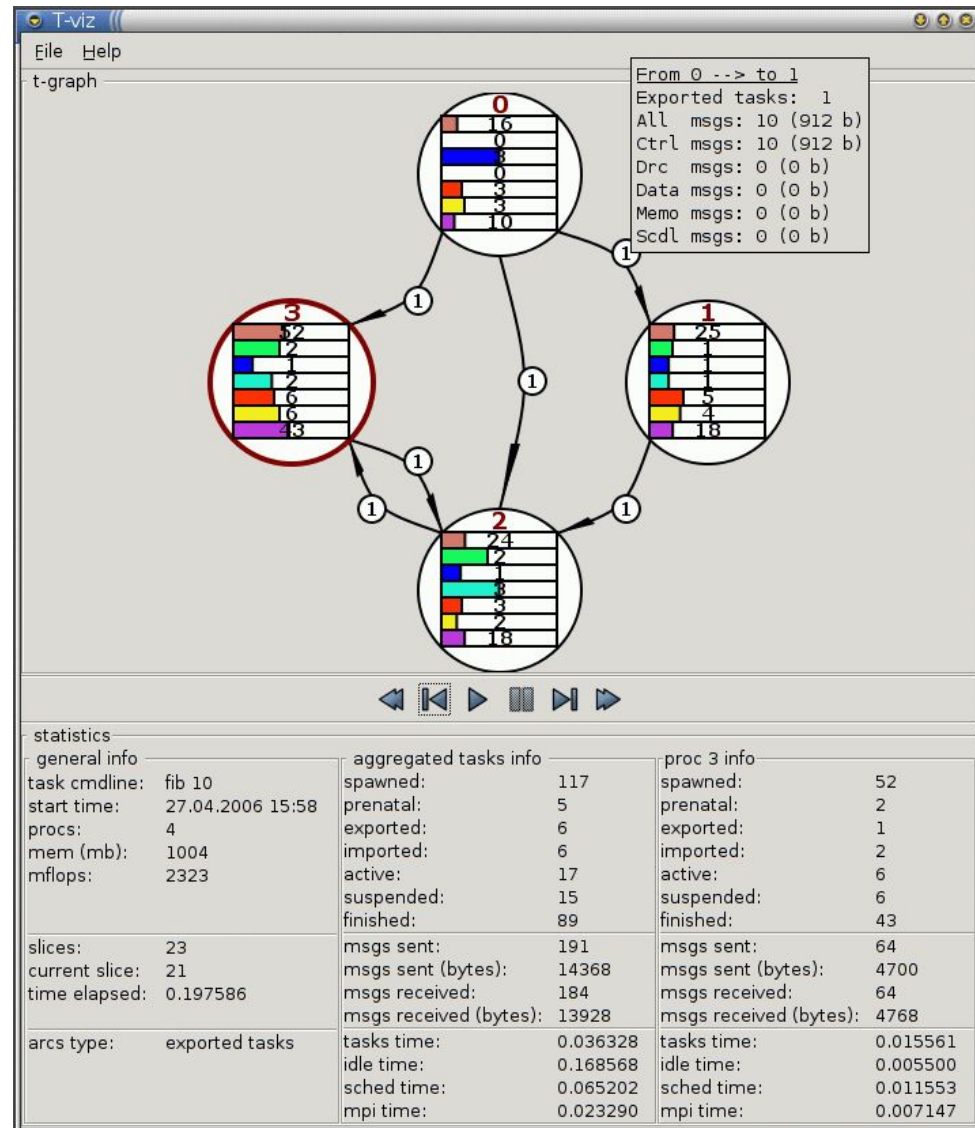 T-viz
File Help
t-graph
From 0 --> to 1
Exported tasks: 1
All msgs: 10 (912 b)
Ctrl msgs: 10 (912 b)
Drc msgs: 0 (0 b)
Data msgs: 0 (0 b)
Memo msgs: 0 (0 b)
Scdl msgs: 0 (0 b)
0
16
0
3
0
3
3
10
1
1
3
52
2
1
2
6
6
43
1
1
25
1
1
1
5
4
18
1
1
1
2
24
2
1
3
3
2
18
statistics
general info
task cmdline: fib 10
start time: 27.04.2006 15:58
procs: 4
mem (mb): 1004
mflops: 2323
slices: 23
current slice: 21
time elapsed: 0.197586
arcs type: exported tasks
aggregated tasks info
spawned: 117
prenatal: 5
exported: 6
imported: 6
active: 17
suspended: 15
finished: 89
msgs sent: 191
msgs sent (bytes): 14368
msgs received: 184
msgs received (bytes): 13928
tasks time: 0.036328
idle time: 0.168568
sched time: 0.065202
mpi time: 0.023290
proc 3 info
spawned: 52
prenatal: 2
exported: 1
imported: 2
active: 6
suspended: 6
finished: 43
msgs sent: 64
msgs sent (bytes): 4700
msgs received: 64
msgs received (bytes): 4768
tasks time: 0.015561
idle time: 0.005500
sched time: 0.011553
mpi time: 0.007147